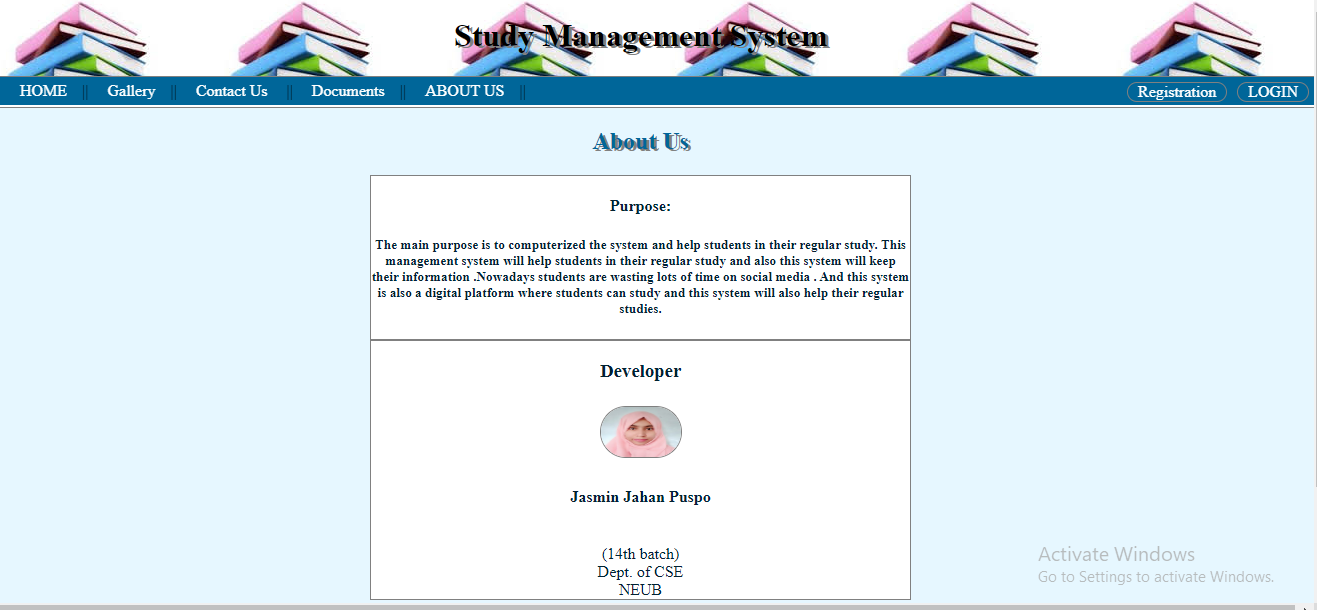 Study Management System
HOME || Gallery || Contact Us || Documents || ABOUT US || Registration LOGIN
About Us
Purpose:
The main purpose is to computerized the system and help students in their regular study. This
management system will help students in their regular study and also this system will keep
their information .Nowadays students are wasting lots of time on social media . And this system
is also a digital platform where students can study and this system will also help their regular
studies.
Developer
Jasmin Jahan Puspo
(14th batch)
Dept. of CSE
NEUB
Activate Windows
Go to Settings to activate Windows.